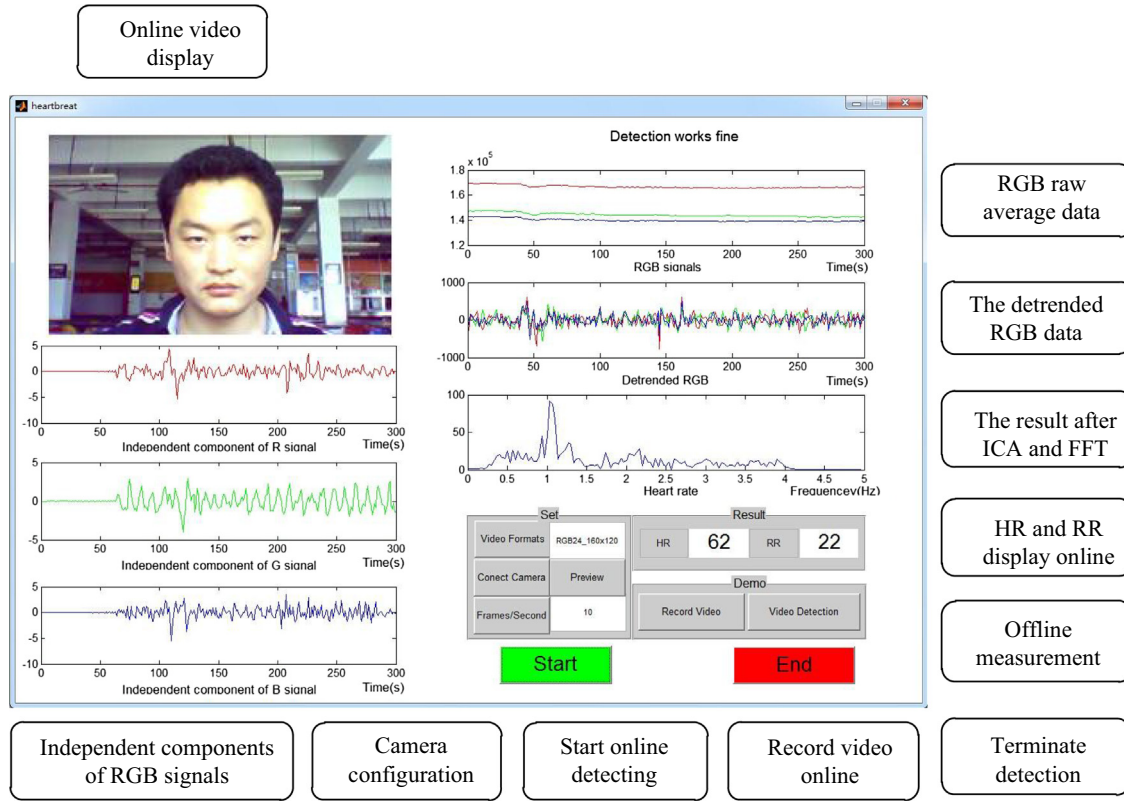 Online video
display
heartbreat
Detection works fine
1.8 x 10^5
1.6
1.4
1.2
0 50 100 150 200 250 300
RGB signals Time(s)
1000
0
-1000
0 50 100 150 200 250 300
Detrended RGB Time(s)
100
50
0
0 0.5 1 1.5 2 2.5 3 3.5 4 4.5 5
Heart rate Frequency(Hz)
5
0
-5
-10
0 50 100 150 200 250 300
Independent component of R signal Time(s)
5
0
-5
0 50 100 150 200 250 300
Independent component of G signal Time(s)
5
0
-5
-10
0 50 100 150 200 250 300
Independent component of B signal Time(s)
Set
Video Formats RGB24_160x120
Conect Camera Preview
Frames/Second 10
Result
HR 62 RR 22
Demo
Record Video Video Detection
Start End
RGB raw
average data
The detrended
RGB data
The result after
ICA and FFT
HR and RR
display online
Offline
measurement
Independent components
of RGB signals
Camera
configuration
Start online
detecting
Record video
online
Terminate
detection